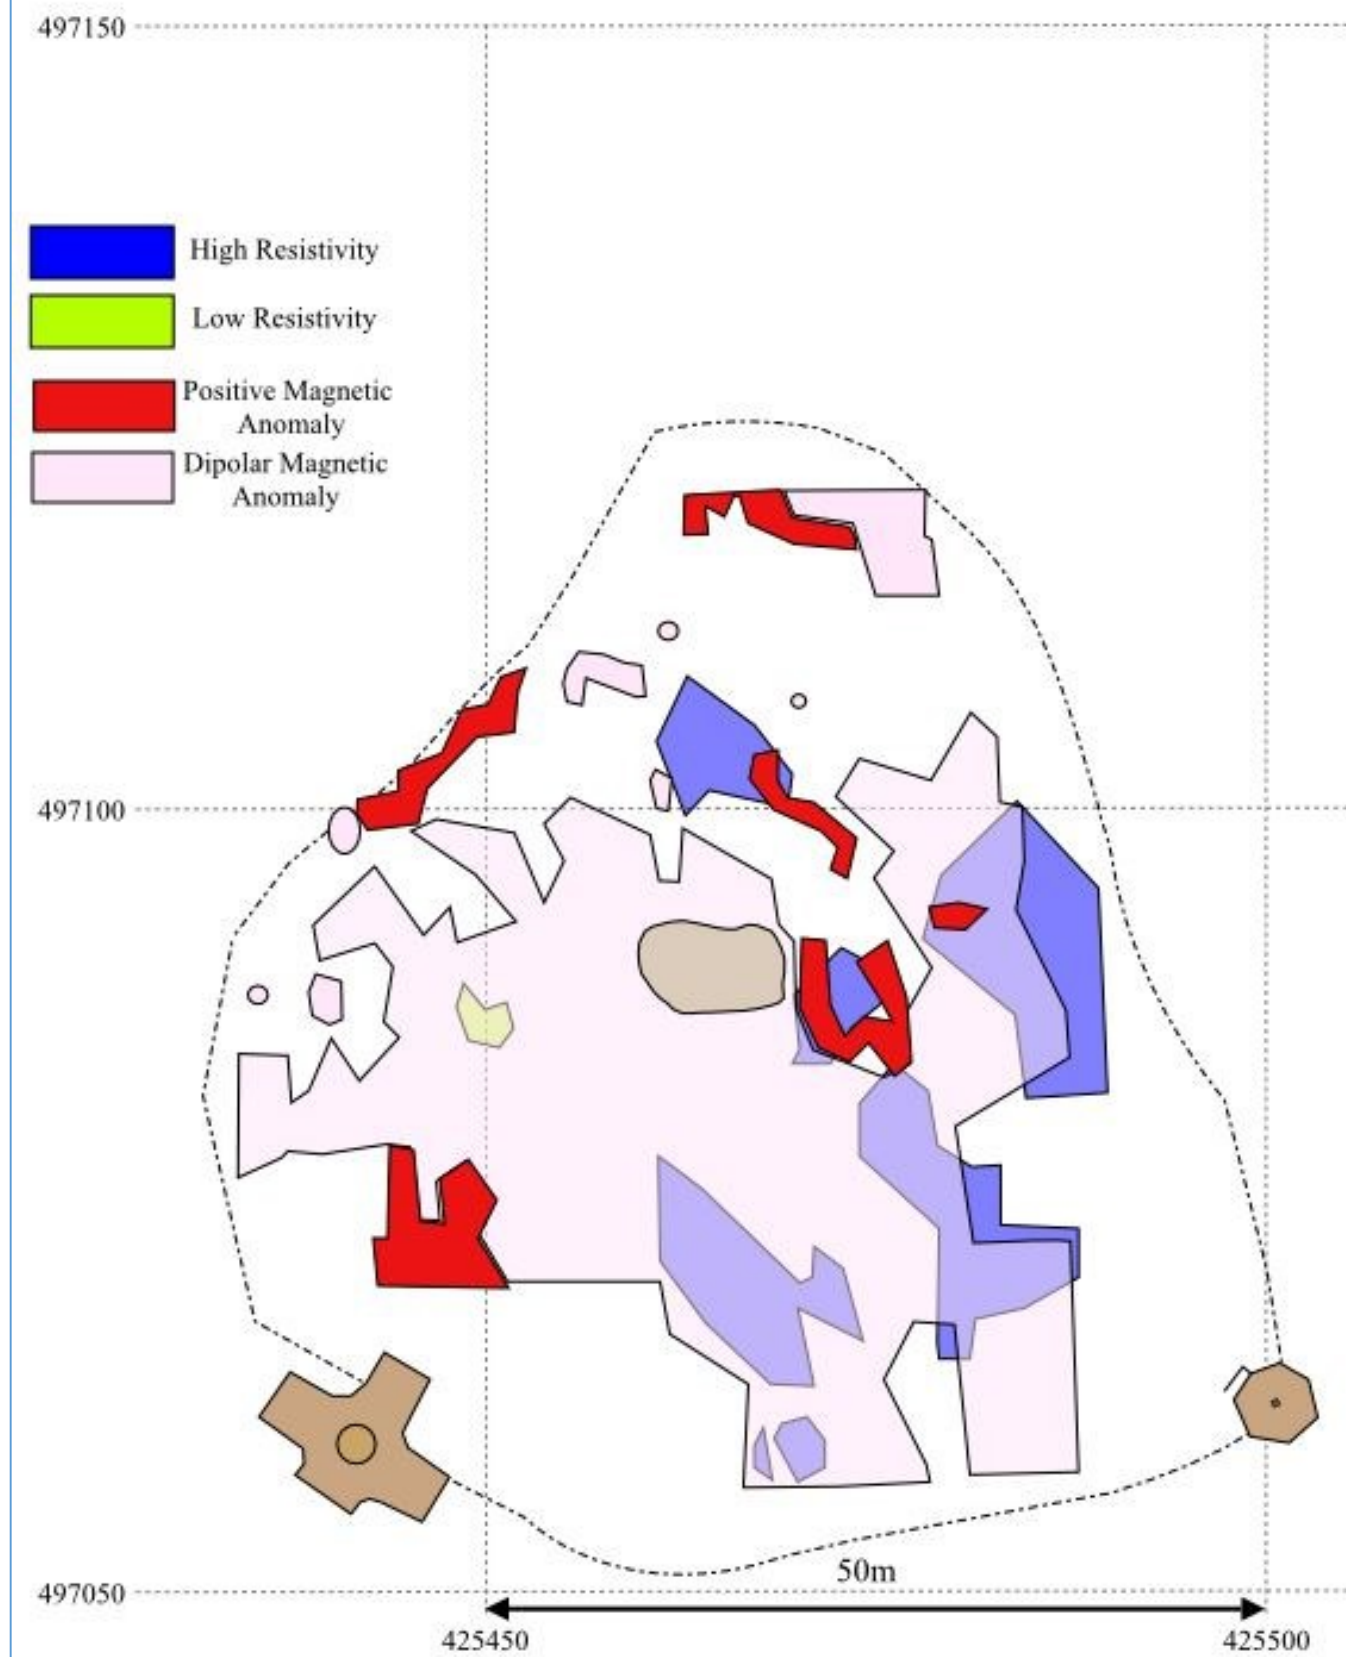 497150
High Resistivity
Low Resistivity
Positive Magnetic
Anomaly
Dipolar Magnetic
Anomaly
497100
50m
497050
425450
425500